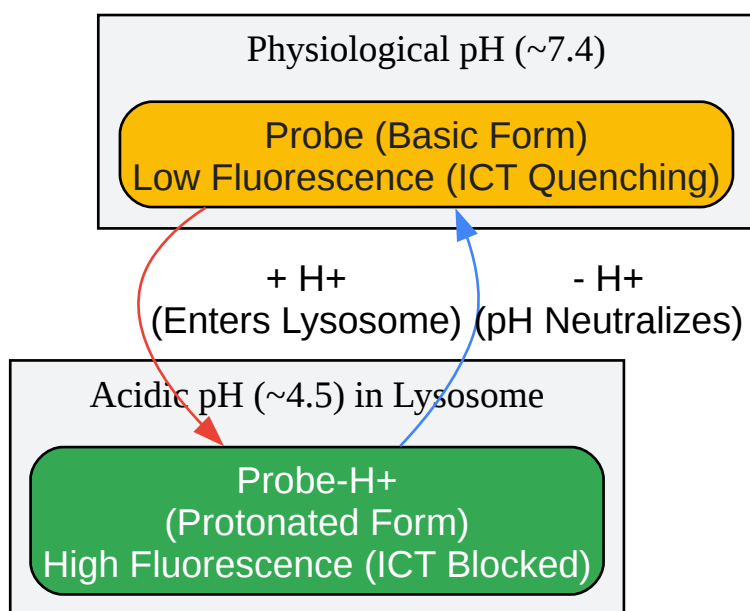 Physiological pH (~7.4)
Probe (Basic Form)
Low Fluorescence (ICT Quenching)
+ H+
(Enters Lysosome)
- H+
(pH Neutralizes)
Acidic pH (~4.5) in Lysosome
Probe-H+
(Protonated Form)
High Fluorescence (ICT Blocked)